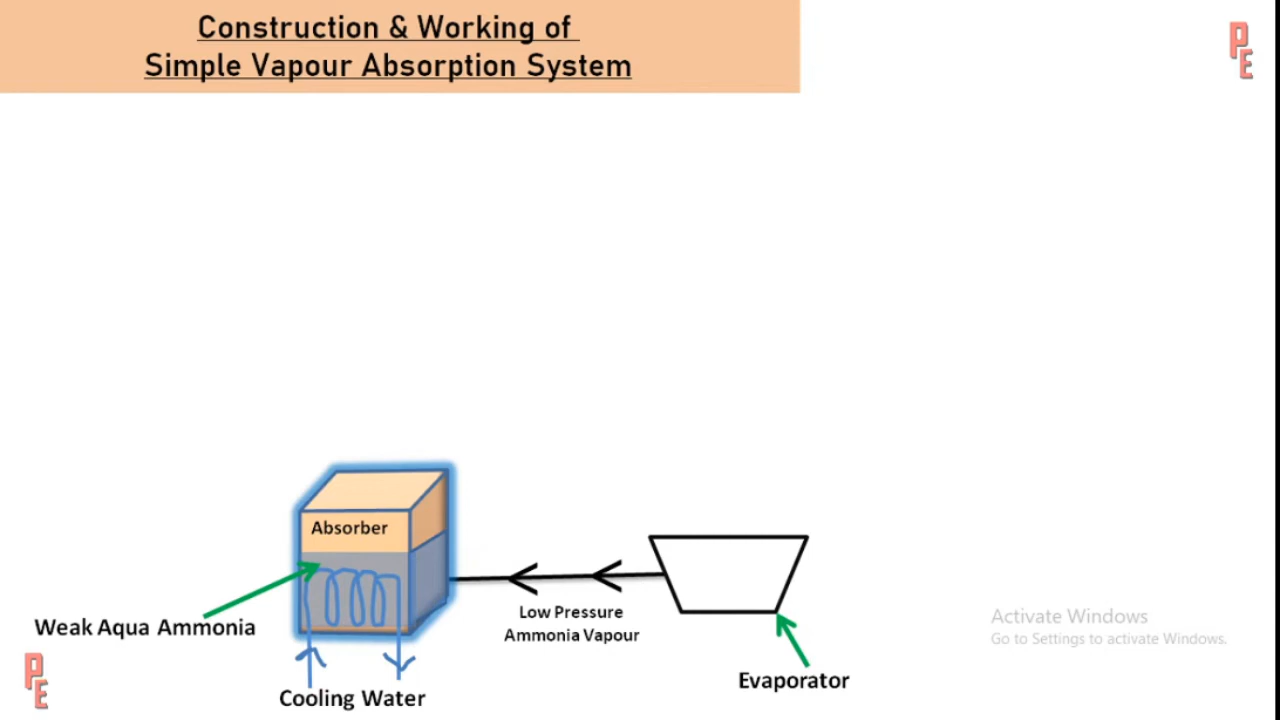 Construction & Working of
Simple Vapour Absorption System
PE
Absorber
Weak Aqua Ammonia
Low Pressure
Ammonia Vapour
Cooling Water
Evaporator
Activate Windows
Go to Settings to activate Windows.
PE